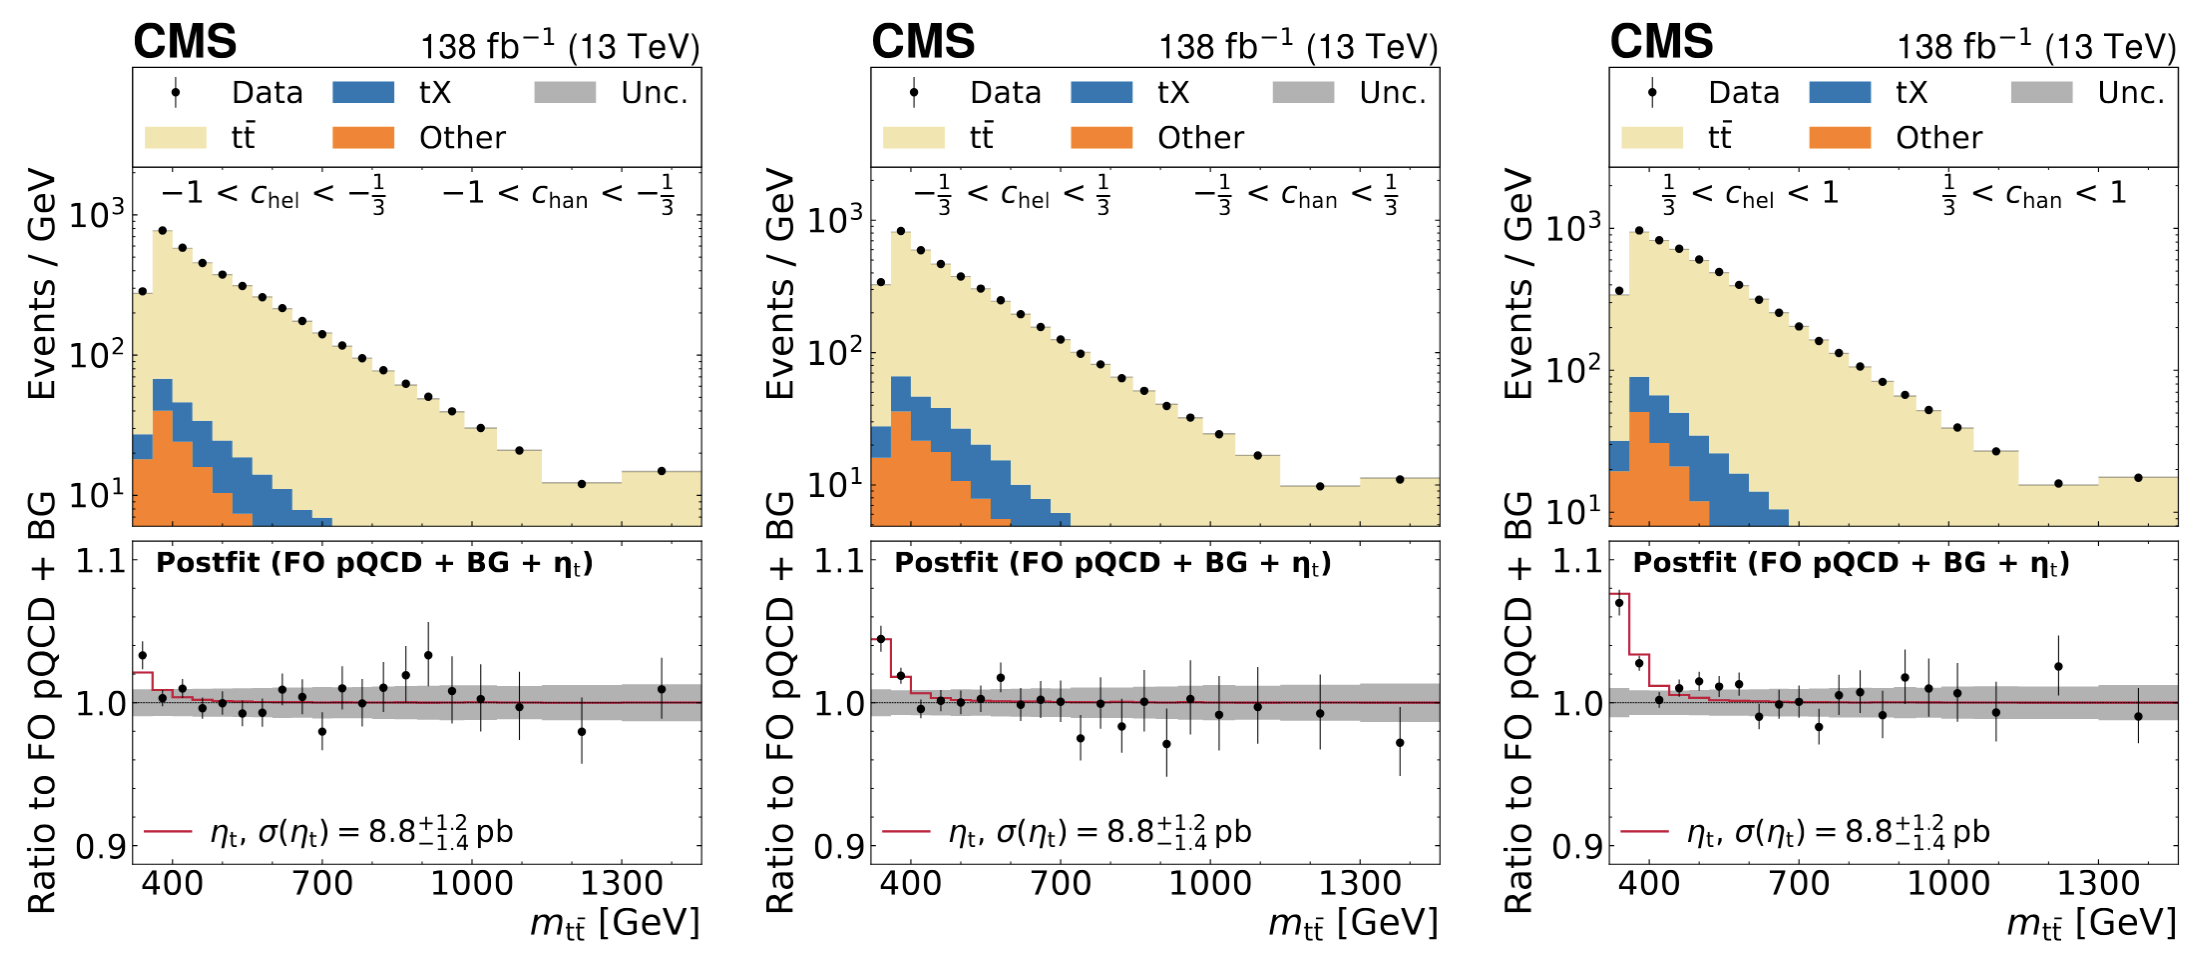 CMS 138 fb⁻¹ (13 TeV)
Data tX Unc.
tt̄ Other
−1 < c_hel < −1/3 −1 < c_han < −1/3
Events / GeV
10³
10²
10¹
Ratio to FO pQCD + BG
Postfit (FO pQCD + BG + η_t)
1.1
1.0
0.9
η_t, σ(η_t) = 8.8 +1.2 −1.4 pb
400 700 1000 1300
m_tt̄ [GeV]
CMS 138 fb⁻¹ (13 TeV)
Data tX Unc.
tt̄ Other
−1/3 < c_hel < 1/3 −1/3 < c_han < 1/3
Events / GeV
10³
10²
10¹
Ratio to FO pQCD + BG
Postfit (FO pQCD + BG + η_t)
1.1
1.0
0.9
η_t, σ(η_t) = 8.8 +1.2 −1.4 pb
400 700 1000 1300
m_tt̄ [GeV]
CMS 138 fb⁻¹ (13 TeV)
Data tX Unc.
tt̄ Other
1/3 < c_hel < 1 1/3 < c_han < 1
Events / GeV
10³
10²
10¹
Ratio to FO pQCD + BG
Postfit (FO pQCD + BG + η_t)
1.1
1.0
0.9
η_t, σ(η_t) = 8.8 +1.2 −1.4 pb
400 700 1000 1300
m_tt̄ [GeV]